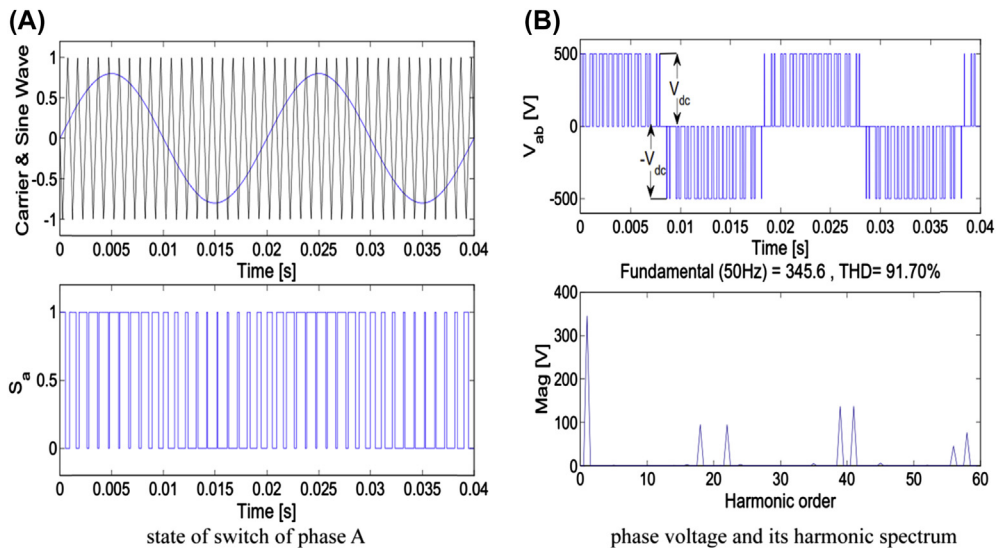 (A)
Carrier & Sine Wave
1
0.5
0
-0.5
-1
0 0.005 0.01 0.015 0.02 0.025 0.03 0.035 0.04
Time [s]
S a
1
0.5
0
0 0.005 0.01 0.015 0.02 0.025 0.03 0.035 0.04
Time [s]
state of switch of phase A
(B)
V ab [V]
500
0
-500
V dc
-V dc
0 0.005 0.01 0.015 0.02 0.025 0.03 0.035 0.04
Time [s]
Fundamental (50Hz) = 345.6 , THD= 91.70%
Mag [V]
400
300
200
100
0
0 10 20 30 40 50 60
Harmonic order
phase voltage and its harmonic spectrum